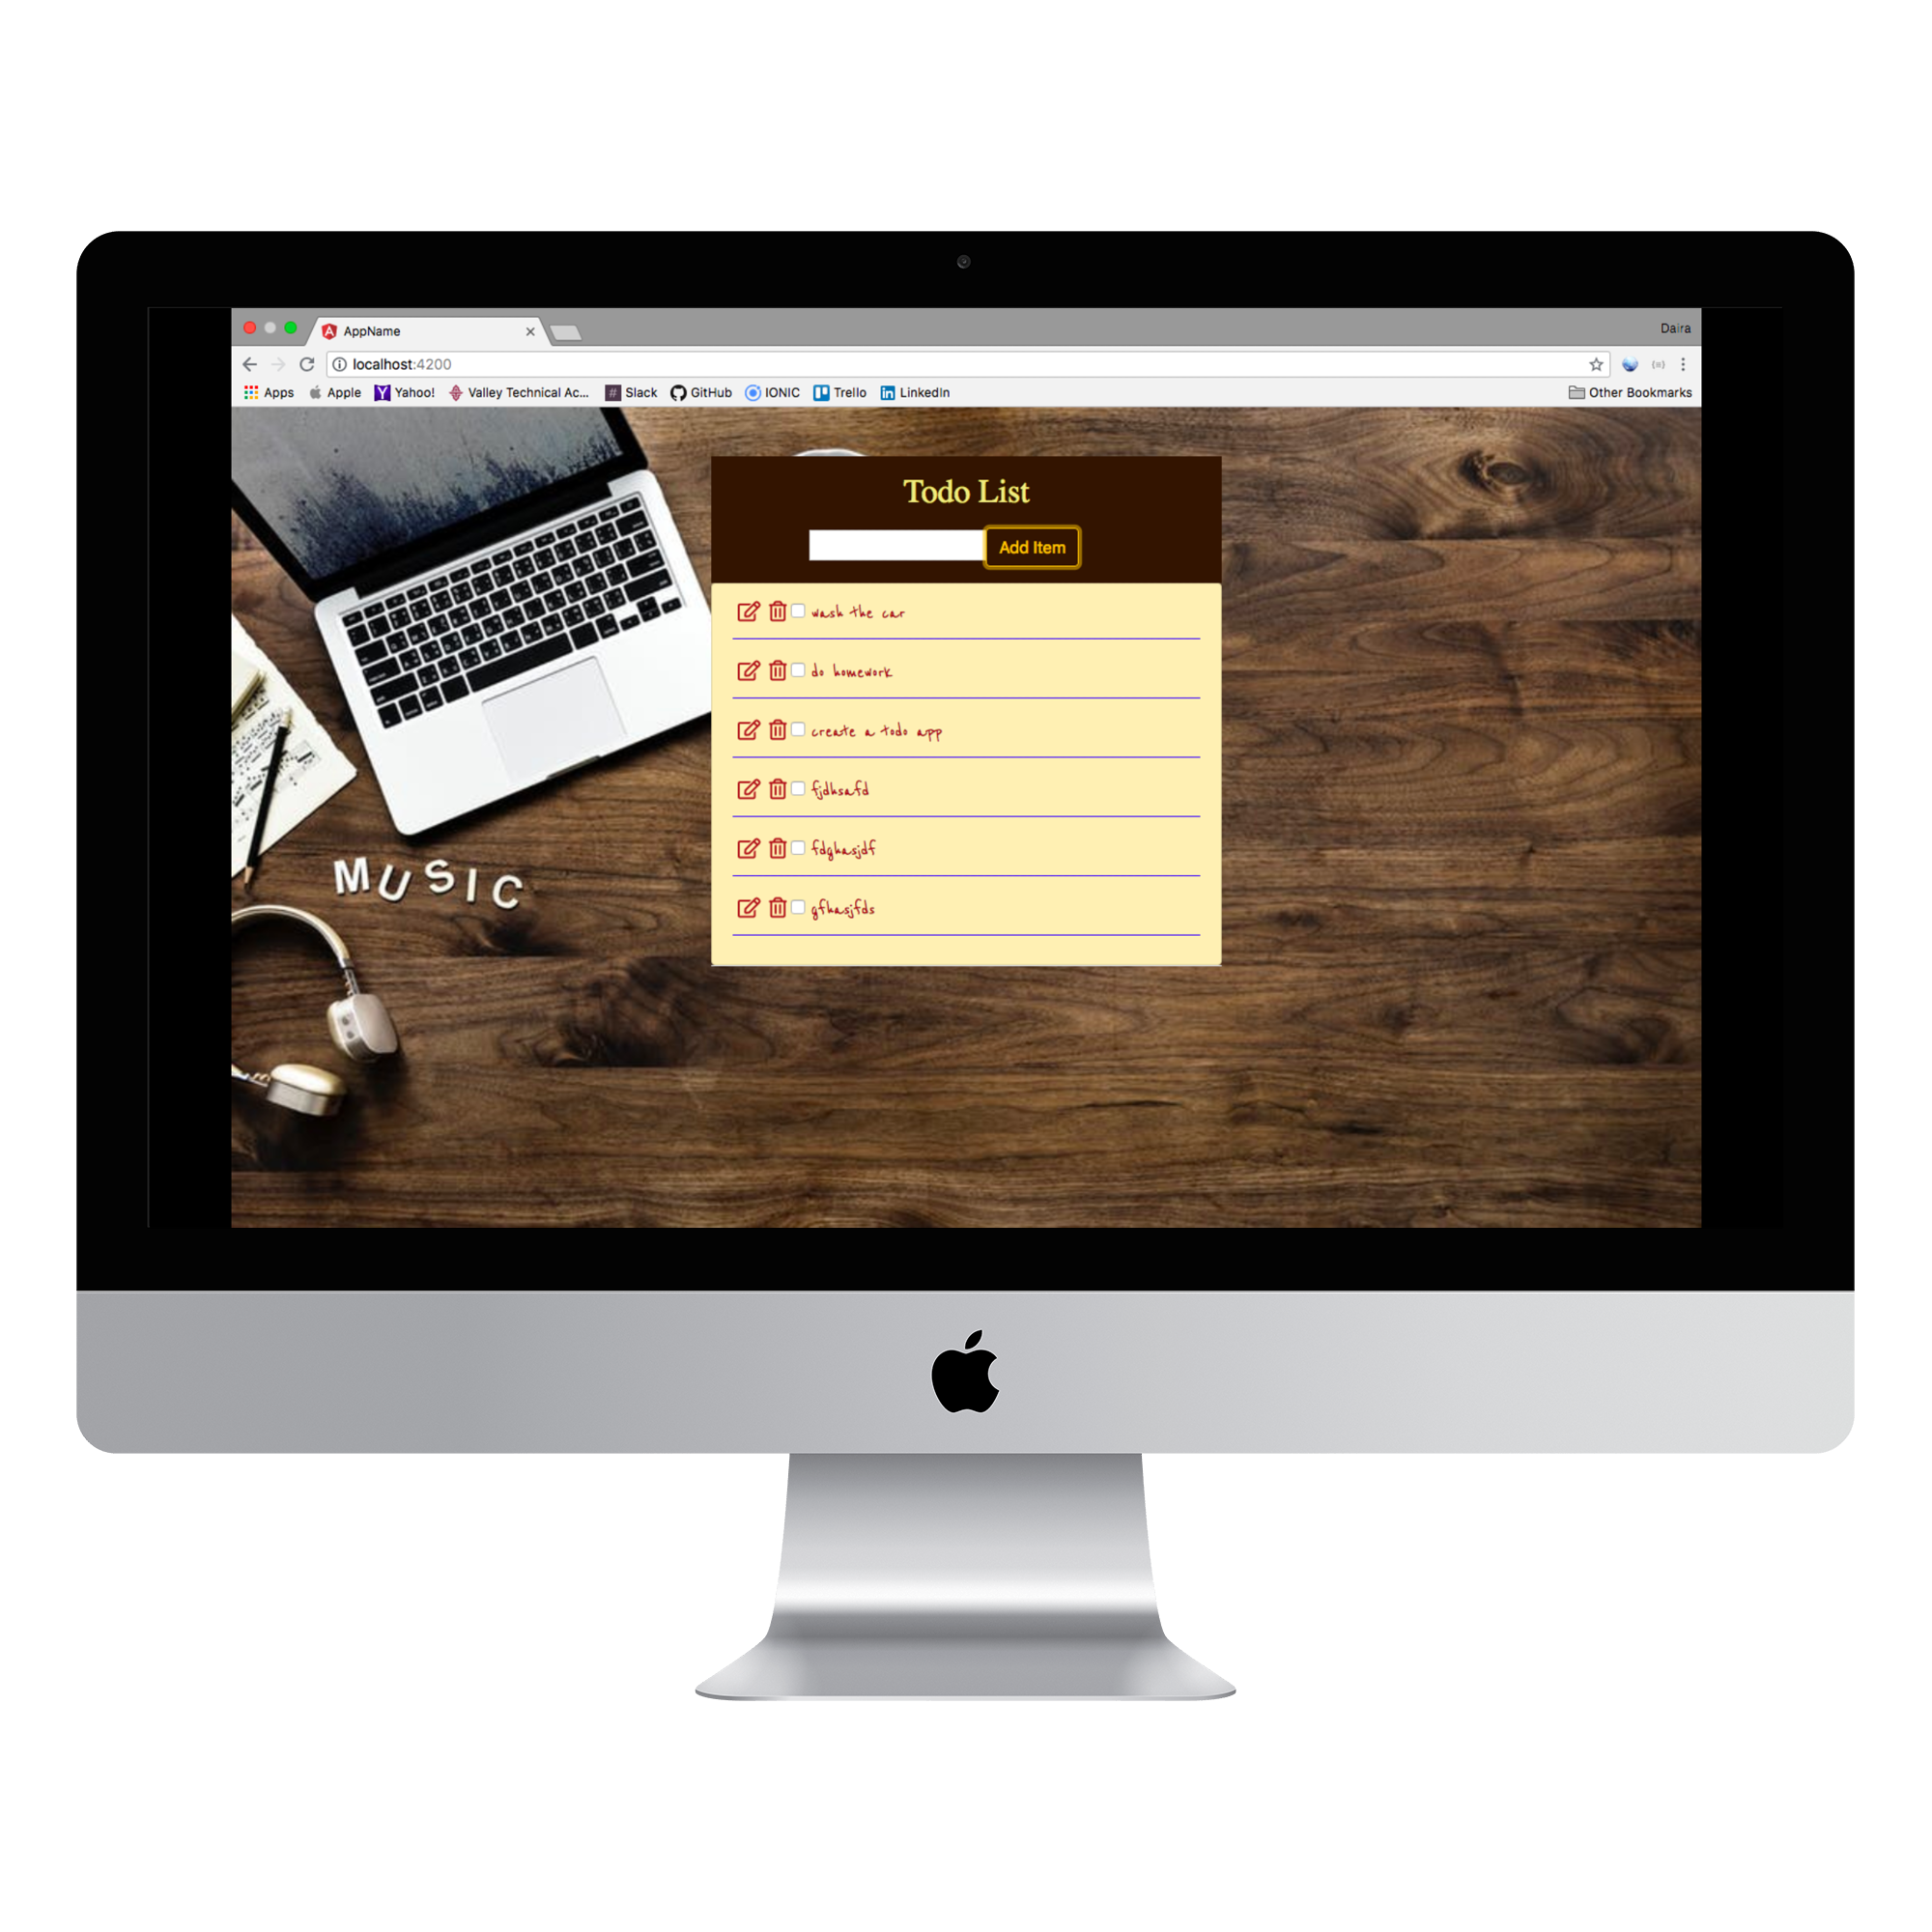 AppName
Daira
localhost:4200
Apps Apple Yahoo! Valley Technical Ac... Slack GitHub IONIC Trello LinkedIn Other Bookmarks
Todo List
Add Item
wash the car
do homework
create a todo app
fjdhsafd
fdghasjdf
gfhasjfds
MUSIC